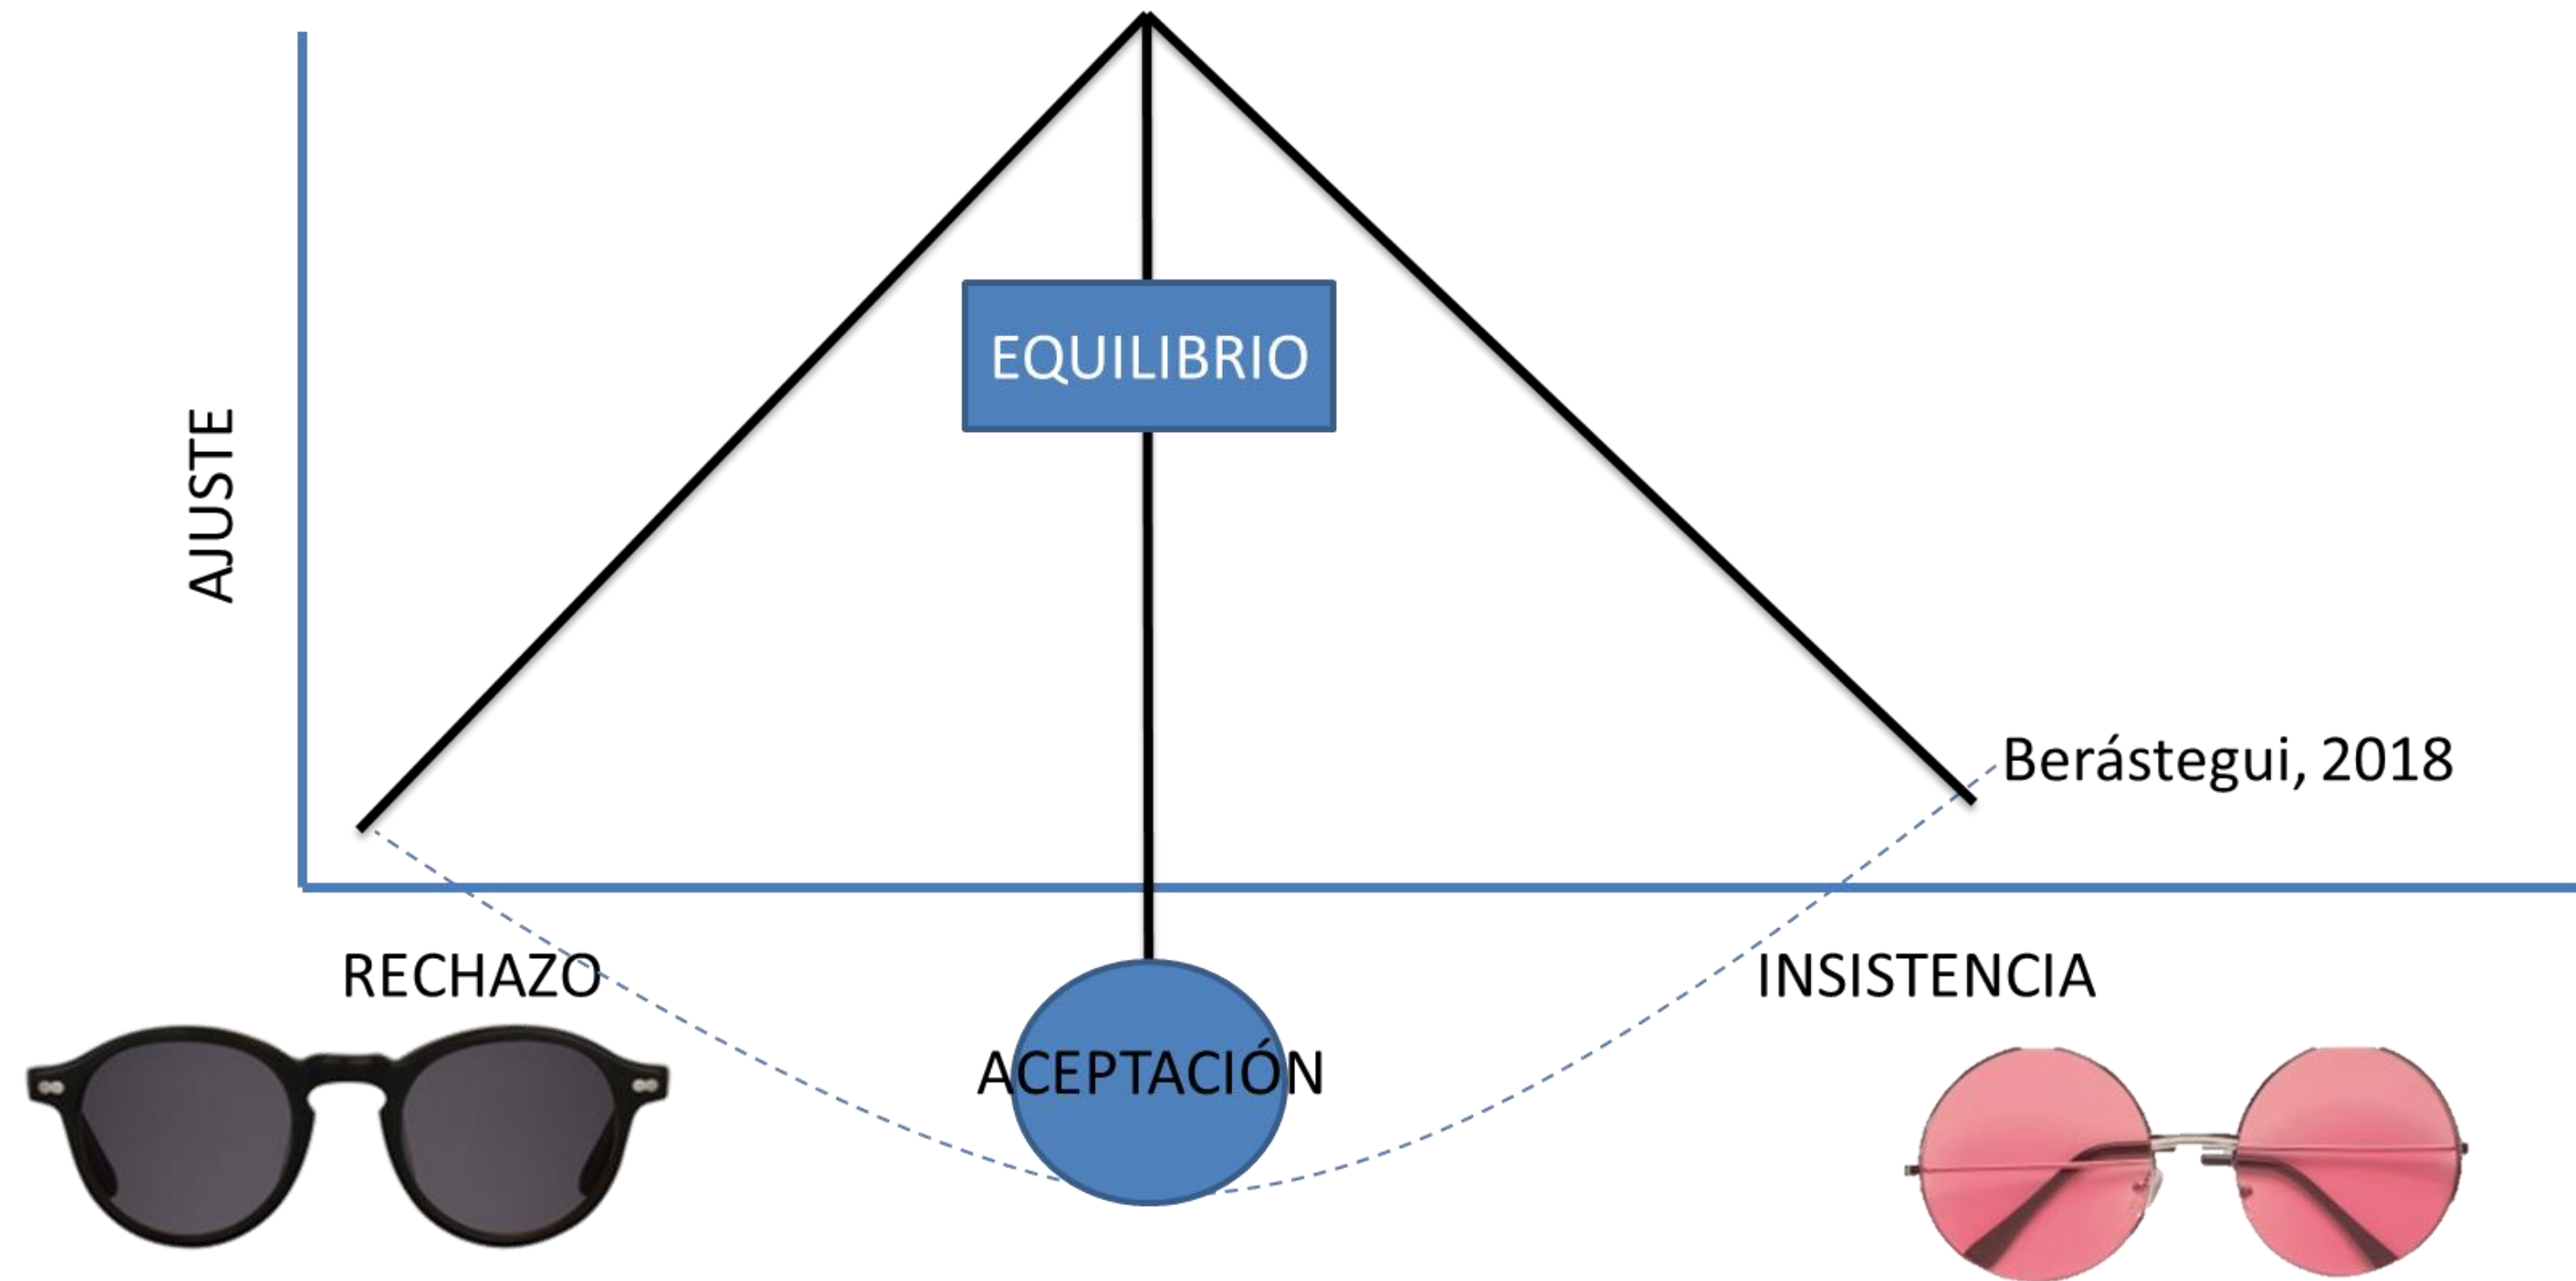 EQUILIBRIO
AJUSTE
Berástegui, 2018
RECHAZO
INSISTENCIA
ACEPTACIÓN